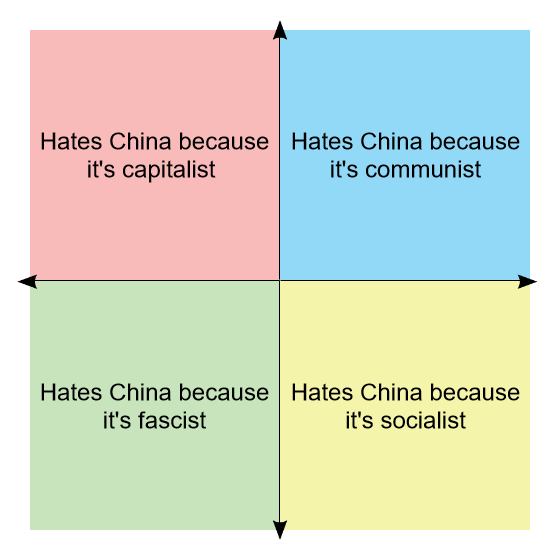 Hates China because
it's capitalist
Hates China because
it's communist
Hates China because
it's fascist
Hates China because
it's socialist